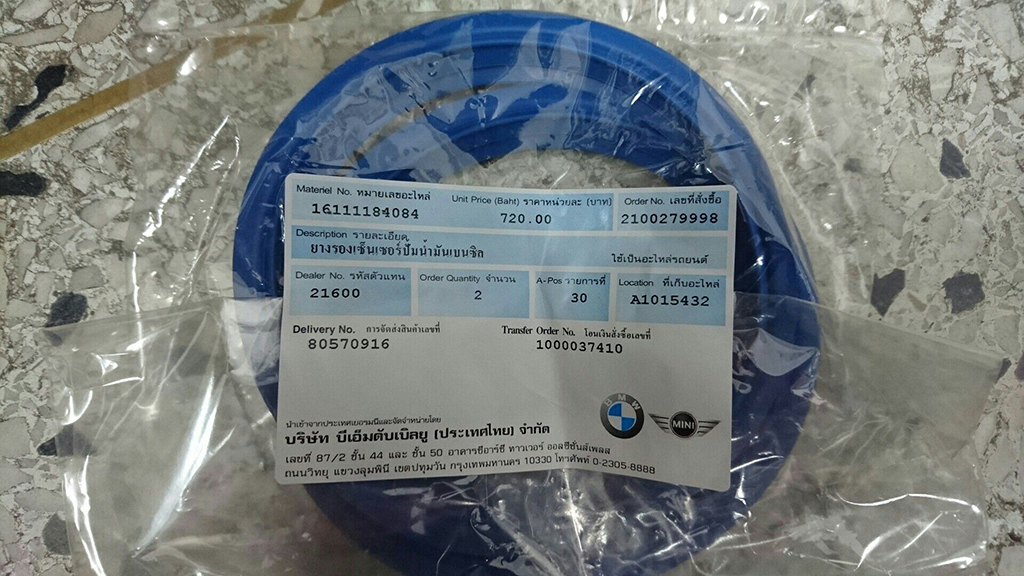 Materiel No. หมายเลขอะไหล่ Unit Price (Baht) ราคาหน่วยละ (บาท) Order No. เลขที่สั่งซื้อ
16111184084 720.00 2100279998
Description รายละเอียด
ยางรองเซ็นเซอร์ปั๊มน้ำมันเบนซิล ใช้เป็นอะไหล่รถยนต์
Dealer No. รหัสตัวแทน Order Quantity จำนวน A-Pos รายการที่ Location ที่เก็บอะไหล่
21600 2 30 A1015432
Delivery No. การจัดส่งสินค้าเลขที่ Transfer Order No. โอนเงินสั่งซื้อเลขที่
80570916 1000037410
BMW
MINI
นำเข้าจากประเทศเยอรมนีและจัดจำหน่ายโดย
บริษัท บีเอ็มดับเบิลยู (ประเทศไทย) จำกัด
เลขที่ 87/2 ชั้น 44 และ ชั้น 50 อาคารซีอาร์ซี ทาวเวอร์ ออลซีซั่นส์เพลส
ถนนวิทยุ แขวงลุมพินี เขตปทุมวัน กรุงเทพมหานคร 10330 โทรศัพท์ 0-2305-8888